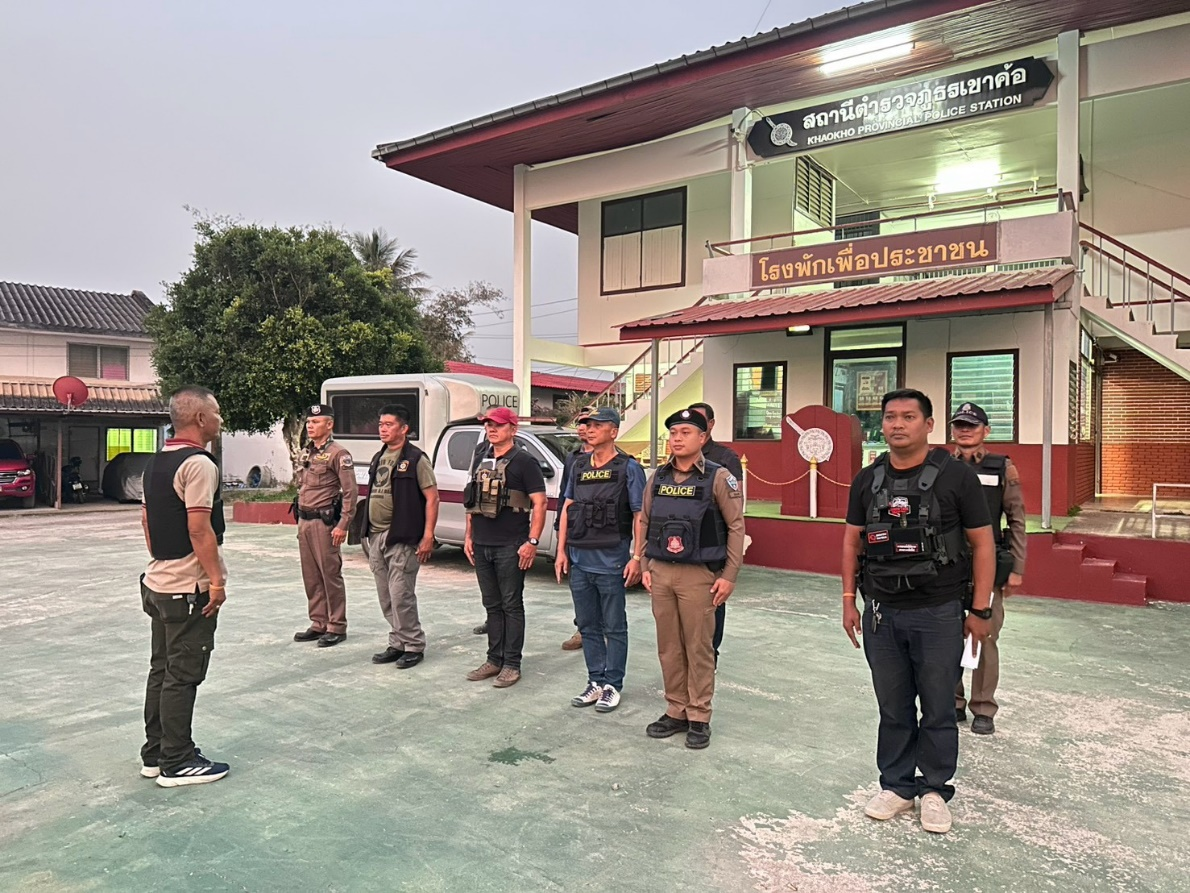 สถานีตำรวจภูธรเขาค้อ
KHAOKHO PROVINCIAL POLICE STATION
โรงพักเพื่อประชาชน
POLICE
POLICE
POLICE